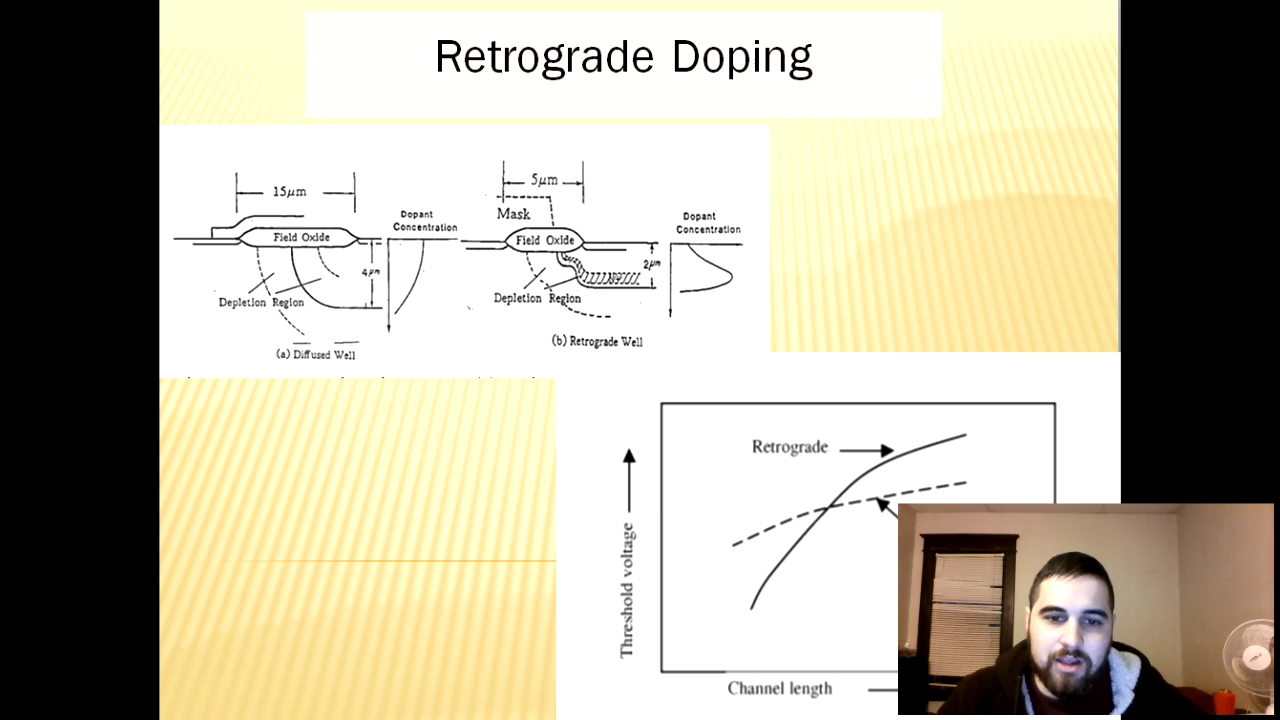 Retrograde Doping
15μm
Field Oxide
4μm
Depletion Region
(a) Diffused Well
Dopant
Concentration
5μm
Mask
Field Oxide
2μm
Depletion Region
(b) Retrograde Well
Dopant
Concentration
Retrograde
Threshold voltage
Channel length